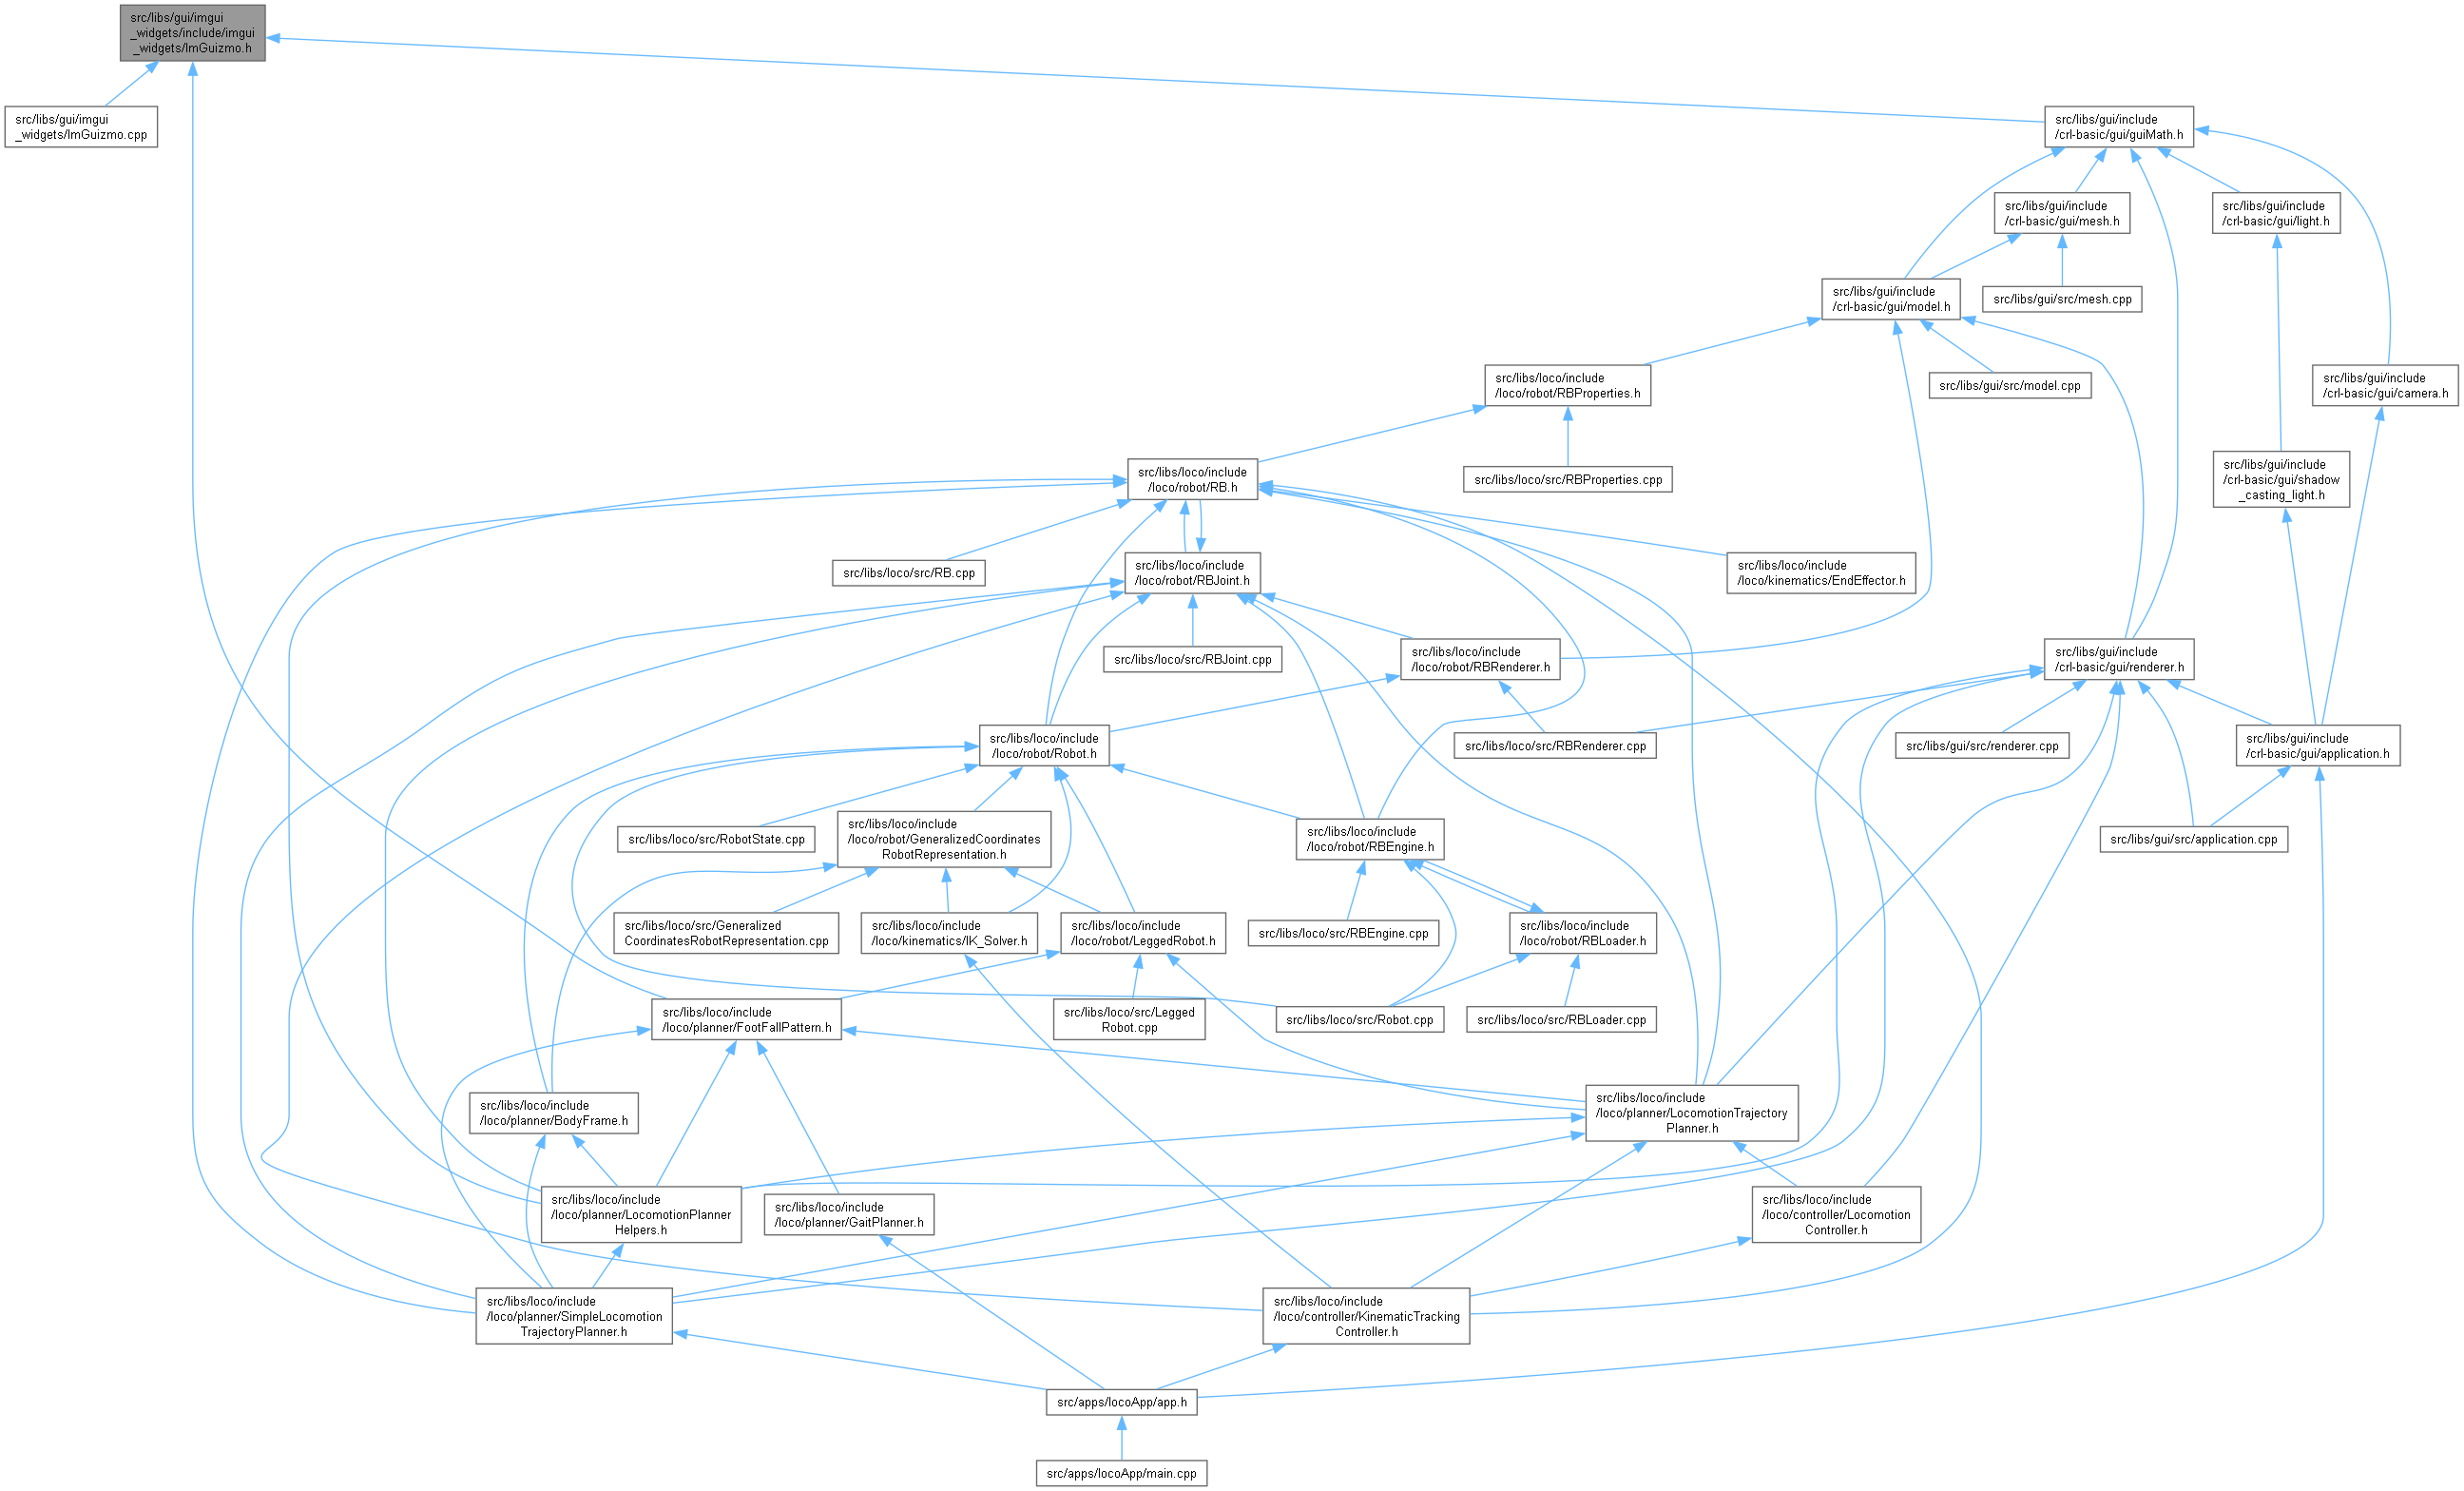 src/libs/gui/imgui
_widgets/include/imgui
_widgets/ImGuizmo.h
src/libs/gui/imgui
_widgets/ImGuizmo.cpp
src/libs/gui/include
/crl-basic/gui/guiMath.h
src/libs/gui/include
/crl-basic/gui/mesh.h
src/libs/gui/include
/crl-basic/gui/light.h
src/libs/gui/include
/crl-basic/gui/model.h
src/libs/gui/src/mesh.cpp
src/libs/loco/include
/loco/robot/RBProperties.h
src/libs/gui/src/model.cpp
src/libs/gui/include
/crl-basic/gui/camera.h
src/libs/loco/include
/loco/robot/RB.h
src/libs/loco/src/RBProperties.cpp
src/libs/gui/include
/crl-basic/gui/shadow
_casting_light.h
src/libs/loco/src/RB.cpp
src/libs/loco/include
/loco/robot/RBJoint.h
src/libs/loco/include
/loco/kinematics/EndEffector.h
src/libs/loco/src/RBJoint.cpp
src/libs/loco/include
/loco/robot/RBRenderer.h
src/libs/gui/include
/crl-basic/gui/renderer.h
src/libs/loco/include
/loco/robot/Robot.h
src/libs/loco/src/RBRenderer.cpp
src/libs/gui/src/renderer.cpp
src/libs/gui/include
/crl-basic/gui/application.h
src/libs/loco/src/RobotState.cpp
src/libs/loco/include
/loco/robot/GeneralizedCoordinates
RobotRepresentation.h
src/libs/loco/include
/loco/robot/RBEngine.h
src/libs/gui/src/application.cpp
src/libs/loco/src/Generalized
CoordinatesRobotRepresentation.cpp
src/libs/loco/include
/loco/kinematics/IK_Solver.h
src/libs/loco/include
/loco/robot/LeggedRobot.h
src/libs/loco/src/RBEngine.cpp
src/libs/loco/include
/loco/robot/RBLoader.h
src/libs/loco/include
/loco/planner/FootFallPattern.h
src/libs/loco/src/Legged
Robot.cpp
src/libs/loco/src/Robot.cpp
src/libs/loco/src/RBLoader.cpp
src/libs/loco/include
/loco/planner/BodyFrame.h
src/libs/loco/include
/loco/planner/LocomotionTrajectory
Planner.h
src/libs/loco/include
/loco/planner/LocomotionPlanner
Helpers.h
src/libs/loco/include
/loco/planner/GaitPlanner.h
src/libs/loco/include
/loco/controller/Locomotion
Controller.h
src/libs/loco/include
/loco/planner/SimpleLocomotion
TrajectoryPlanner.h
src/libs/loco/include
/loco/controller/KinematicTracking
Controller.h
src/apps/locoApp/app.h
src/apps/locoApp/main.cpp